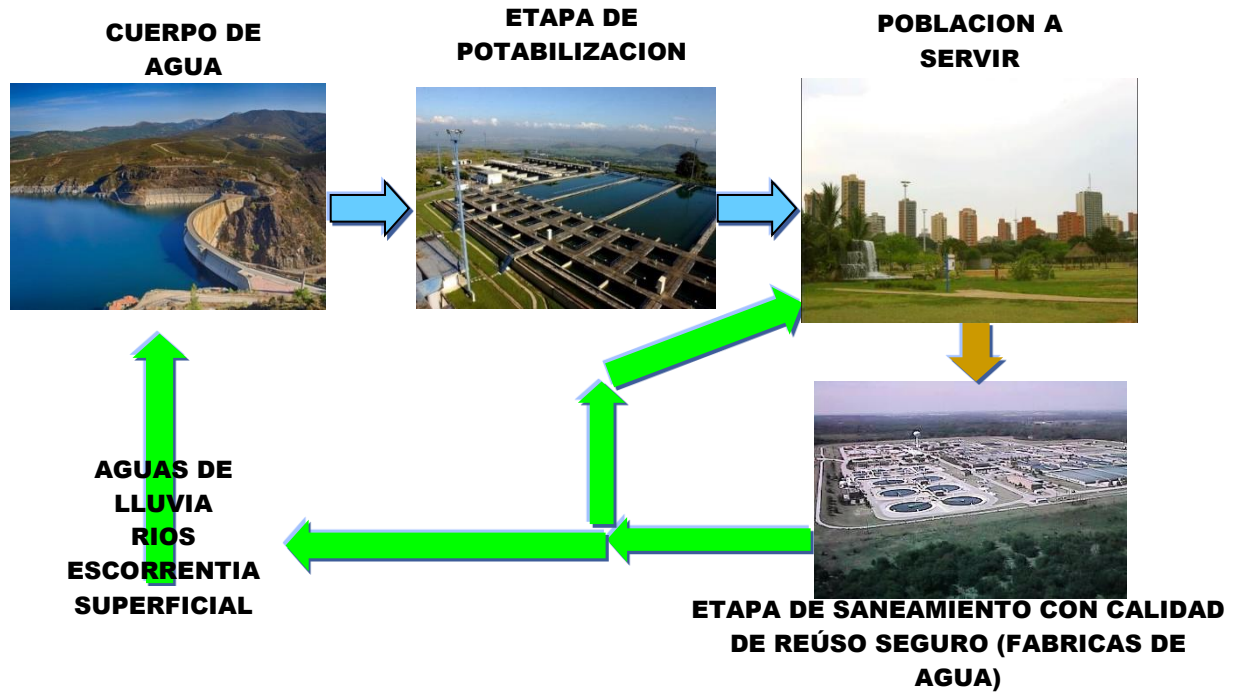 CUERPO DE
AGUA
ETAPA DE
POTABILIZACION
POBLACION A
SERVIR
AGUAS DE
LLUVIA
RIOS
ESCORRENTIA
SUPERFICIAL
ETAPA DE SANEAMIENTO CON CALIDAD
DE REÚSO SEGURO (FABRICAS DE
AGUA)